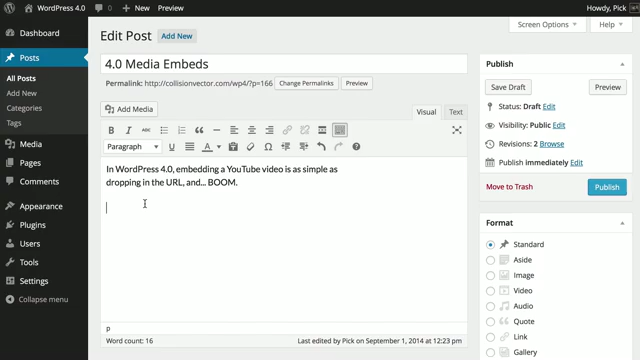 WordPress 4.0
0
New
Preview
Howdy, Pick
Screen Options
Help
Dashboard
Posts
All Posts
Add New
Categories
Tags
Media
Pages
Comments
Appearance
Plugins
Users
Tools
Settings
Collapse menu
Edit Post
Add New
4.0 Media Embeds
Permalink: http://collisionvector.com/wp4/?p=166
Change Permalinks
Preview
Add Media
Visual
Text
B I ABC
Paragraph
U A Ω
In WordPress 4.0, embedding a YouTube video is as simple as
dropping in the URL, and... BOOM.
p
Word count: 16
Last edited by Pick on September 1, 2014 at 12:23 pm
Publish
Save Draft
Preview
Status: Draft Edit
Visibility: Public Edit
Revisions: 2 Browse
Publish immediately Edit
Move to Trash
Publish
Format
Standard
Aside
Image
Video
Audio
Quote
Link
Gallery